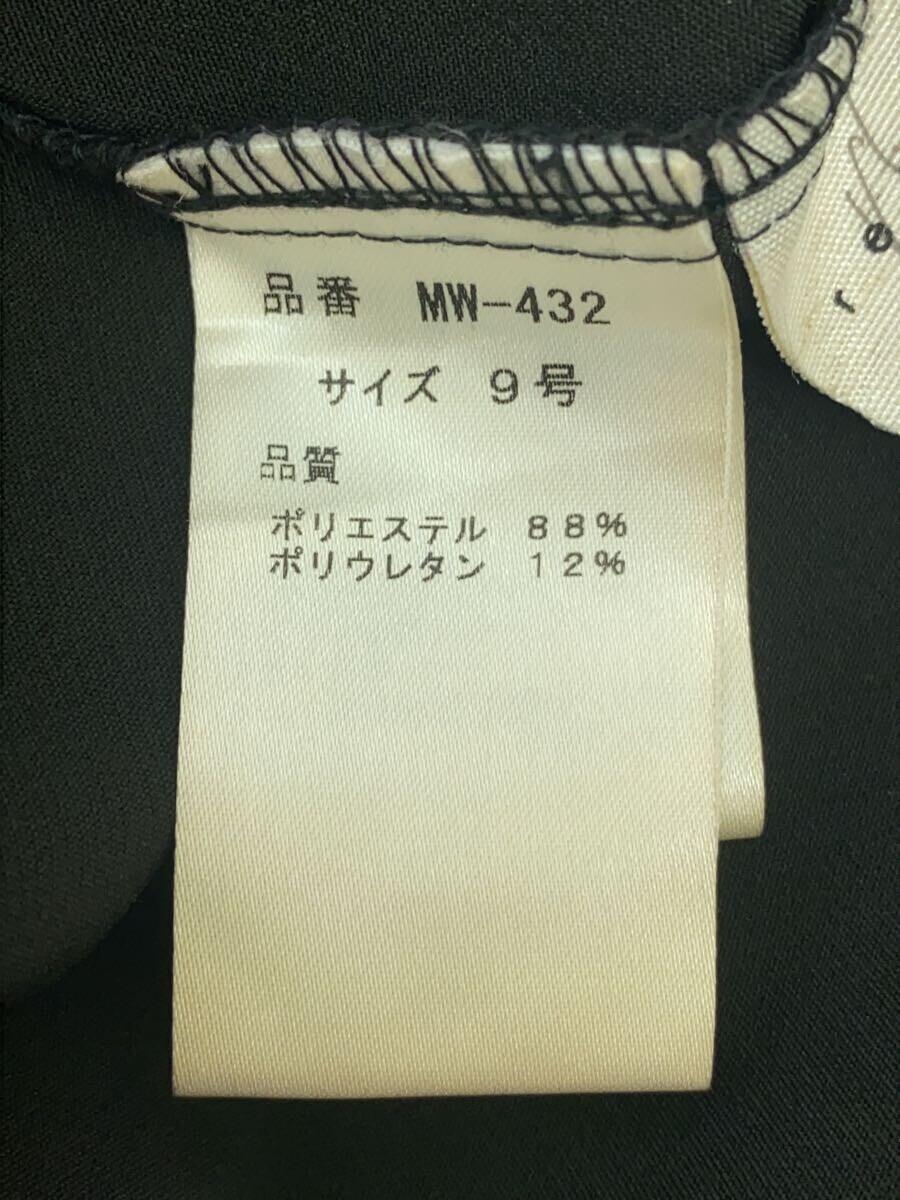 品番 MW-432
サイズ 9号
品質
ポリエステル 88%
ポリウレタン 12%